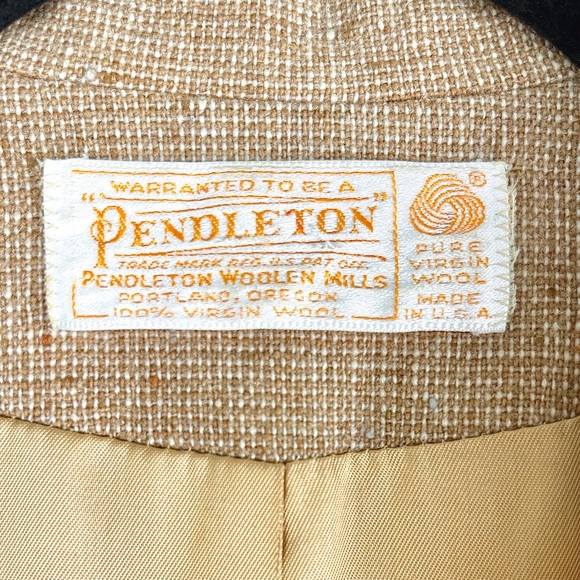 WARRANTED TO BE A
"PENDLETON"
TRADE MARK REG. U.S. PAT. OFF.
PENDLETON WOOLEN MILLS
PORTLAND, OREGON
100% VIRGIN WOOL
®
PURE
VIRGIN
WOOL
MADE
IN U.S.A.